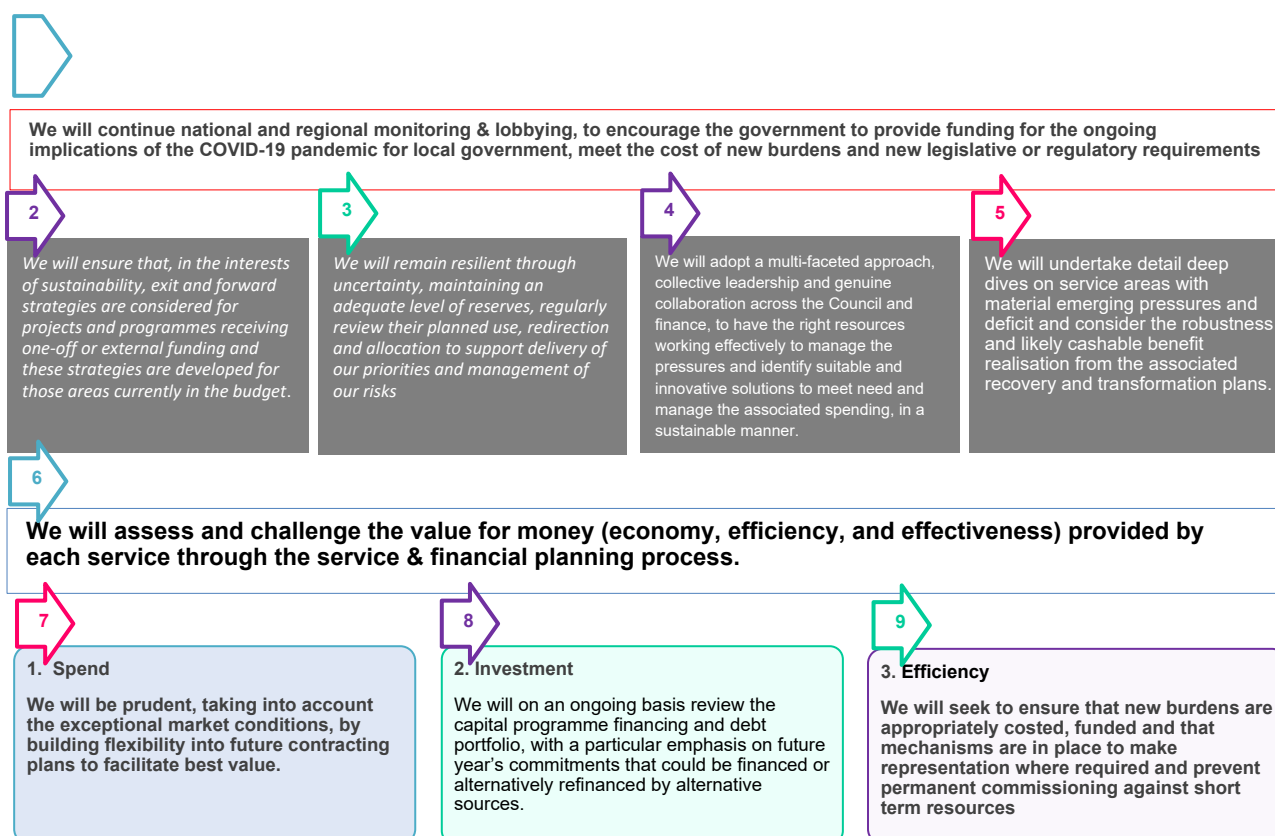 We will continue national and regional monitoring & lobbying, to encourage the government to provide funding for the ongoing
implications of the COVID-19 pandemic for local government, meet the cost of new burdens and new legislative or regulatory requirements
2
We will ensure that, in the interests
of sustainability, exit and forward
strategies are considered for
projects and programmes receiving
one-off or external funding and
these strategies are developed for
those areas currently in the budget.
3
We will remain resilient through
uncertainty, maintaining an
adequate level of reserves, regularly
review their planned use, redirection
and allocation to support delivery of
our priorities and management of
our risks
4
We will adopt a multi-faceted approach,
collective leadership and genuine
collaboration across the Council and
finance, to have the right resources
working effectively to manage the
pressures and identify suitable and
innovative solutions to meet need and
manage the associated spending, in a
sustainable manner.
5
We will undertake detail deep
dives on service areas with
material emerging pressures and
deficit and consider the robustness
and likely cashable benefit
realisation from the associated
recovery and transformation plans.
6
We will assess and challenge the value for money (economy, efficiency, and effectiveness) provided by
each service through the service & financial planning process.
7
1. Spend
We will be prudent, taking into account
the exceptional market conditions, by
building flexibility into future contracting
plans to facilitate best value.
8
2. Investment
We will on an ongoing basis review the
capital programme financing and debt
portfolio, with a particular emphasis on future
year's commitments that could be financed or
alternatively refinanced by alternative
sources.
9
3. Efficiency
We will seek to ensure that new burdens are
appropriately costed, funded and that
mechanisms are in place to make
representation where required and prevent
permanent commissioning against short
term resources